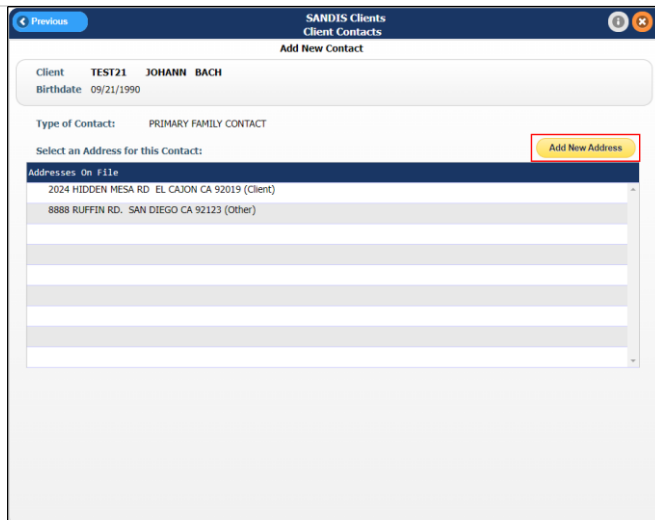 Previous
SANDIS Clients
Client Contacts
Add New Contact
Client TEST21 JOHANN BACH
Birthdate 09/21/1990
Type of Contact: PRIMARY FAMILY CONTACT
Select an Address for this Contact:
Add New Address
Addresses On File
2024 HIDDEN MESA RD EL CAJON CA 92019 (Client)
8888 RUFFIN RD. SAN DIEGO CA 92123 (Other)